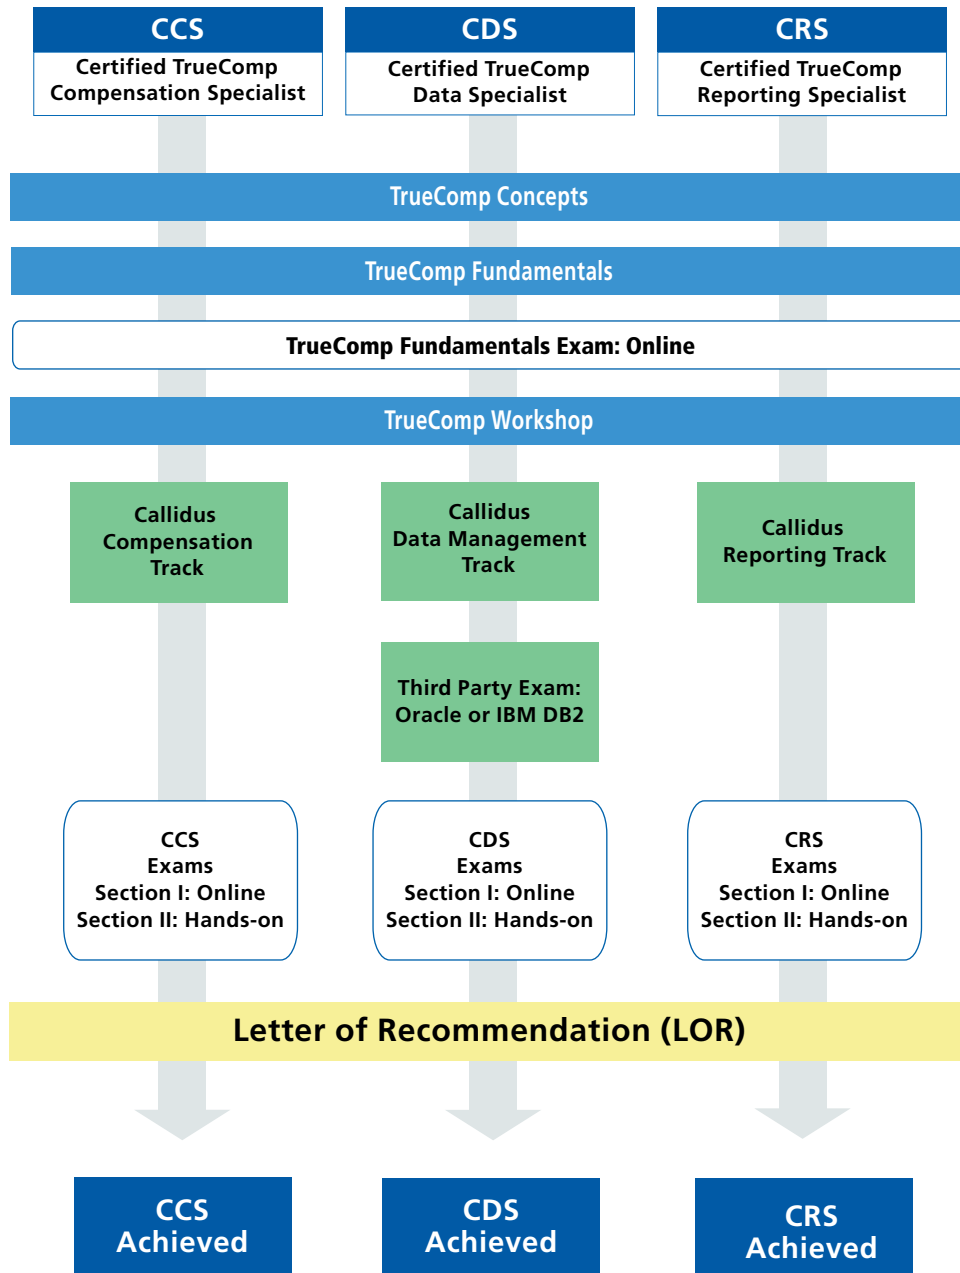 CCS
Certified TrueComp
Compensation Specialist
CDS
Certified TrueComp
Data Specialist
CRS
Certified TrueComp
Reporting Specialist
TrueComp Concepts
TrueComp Fundamentals
TrueComp Fundamentals Exam: Online
TrueComp Workshop
Callidus
Compensation
Track
Callidus
Data Management
Track
Callidus
Reporting Track
Third Party Exam:
Oracle or IBM DB2
CCS
Exams
Section I: Online
Section II: Hands-on
CDS
Exams
Section I: Online
Section II: Hands-on
CRS
Exams
Section I: Online
Section II: Hands-on
Letter of Recommendation (LOR)
CCS
Achieved
CDS
Achieved
CRS
Achieved